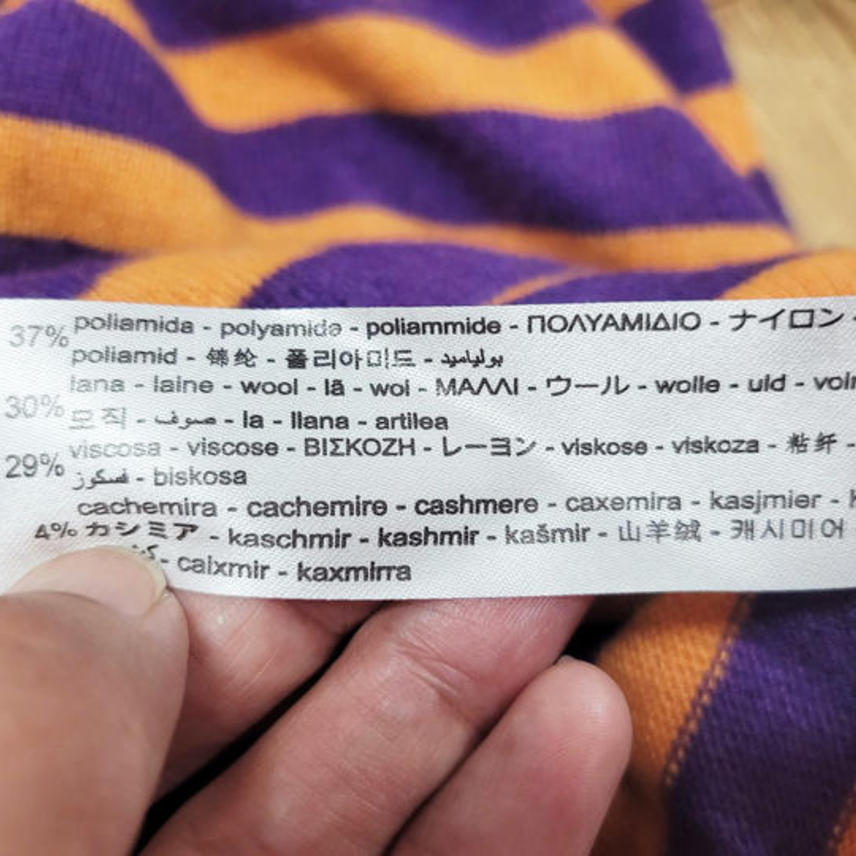 37% poliamida - polyamide - poliammide - ΠΟΛΥΑΜΙΔΙΟ - ナイロン -
poliamid - 锦纶 - 폴리아미드 - بولياميد
30% lana - laine - wool - lã - wol - ΜΑΛΛΙ - ウール - wolle - uld -
모직 - صوف - la - llana - artilea
29% viscosa - viscose - ΒΙΣΚΟΖΗ - レーヨン - viskose - viskoza - 粘纤 -
فسكوز - biskosa
cachemira - cachemire - cashmere - caxemira - kasjmier -
4% カシミア - kaschmir - kashmir - kašmir - 山羊绒 - 캐시미어
- caixmir - kaxmirra